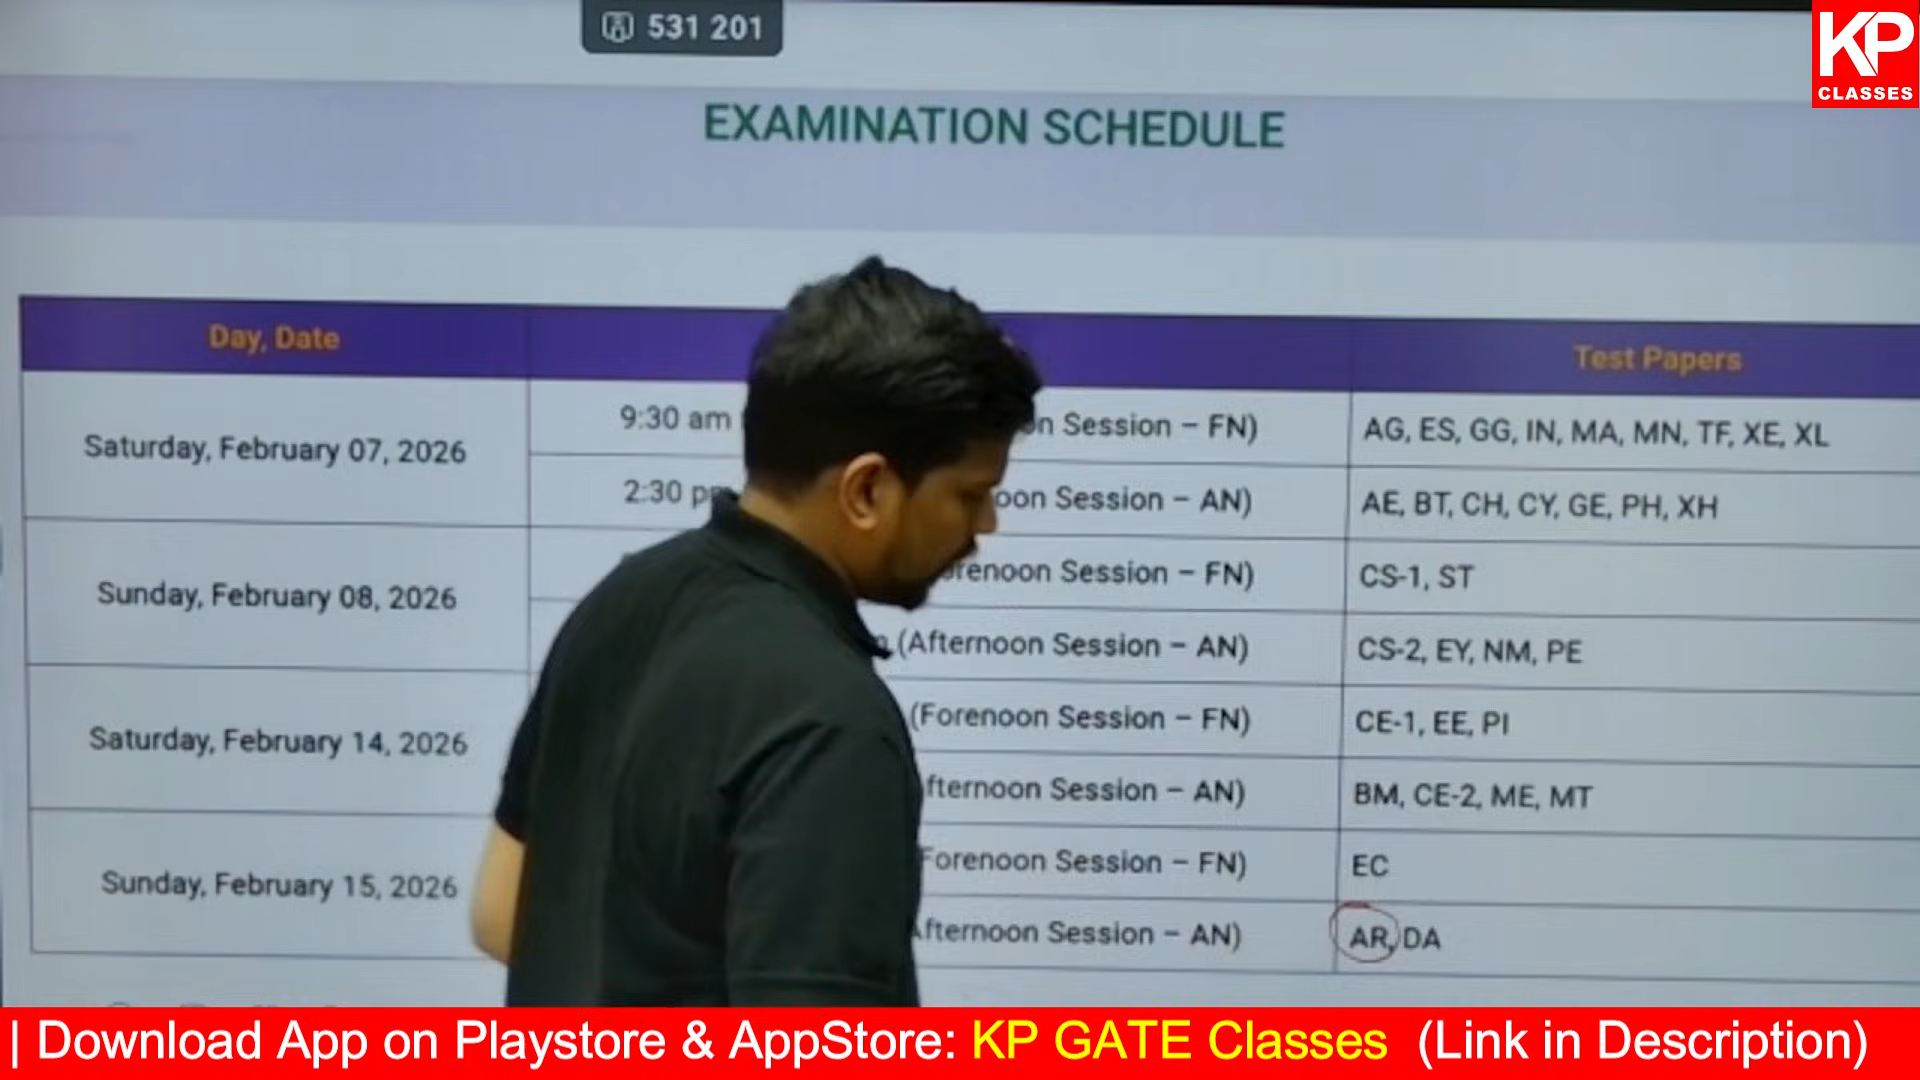 531 201
KP
CLASSES
EXAMINATION SCHEDULE
Day, Date
Test Papers
Saturday, February 07, 2026
9:30 am
Session – FN)
AG, ES, GG, IN, MA, MN, TF, XE, XL
2:30
Session – AN)
AE, BT, CH, CY, GE, PH, XH
Sunday, February 08, 2026
Session – FN)
CS-1, ST
(Afternoon Session – AN)
CS-2, EY, NM, PE
Saturday, February 14, 2026
(Forenoon Session – FN)
CE-1, EE, PI
Session – AN)
BM, CE-2, ME, MT
Sunday, February 15, 2026
Forenoon Session – FN)
EC
Session – AN)
AR, DA
| Download App on Playstore & AppStore: KP GATE Classes (Link in Description)